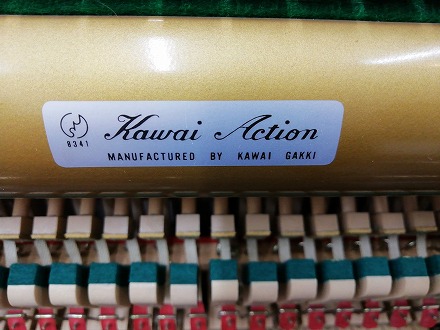 Kawai Action
8341
MANUFACTURED BY KAWAI GAKKI